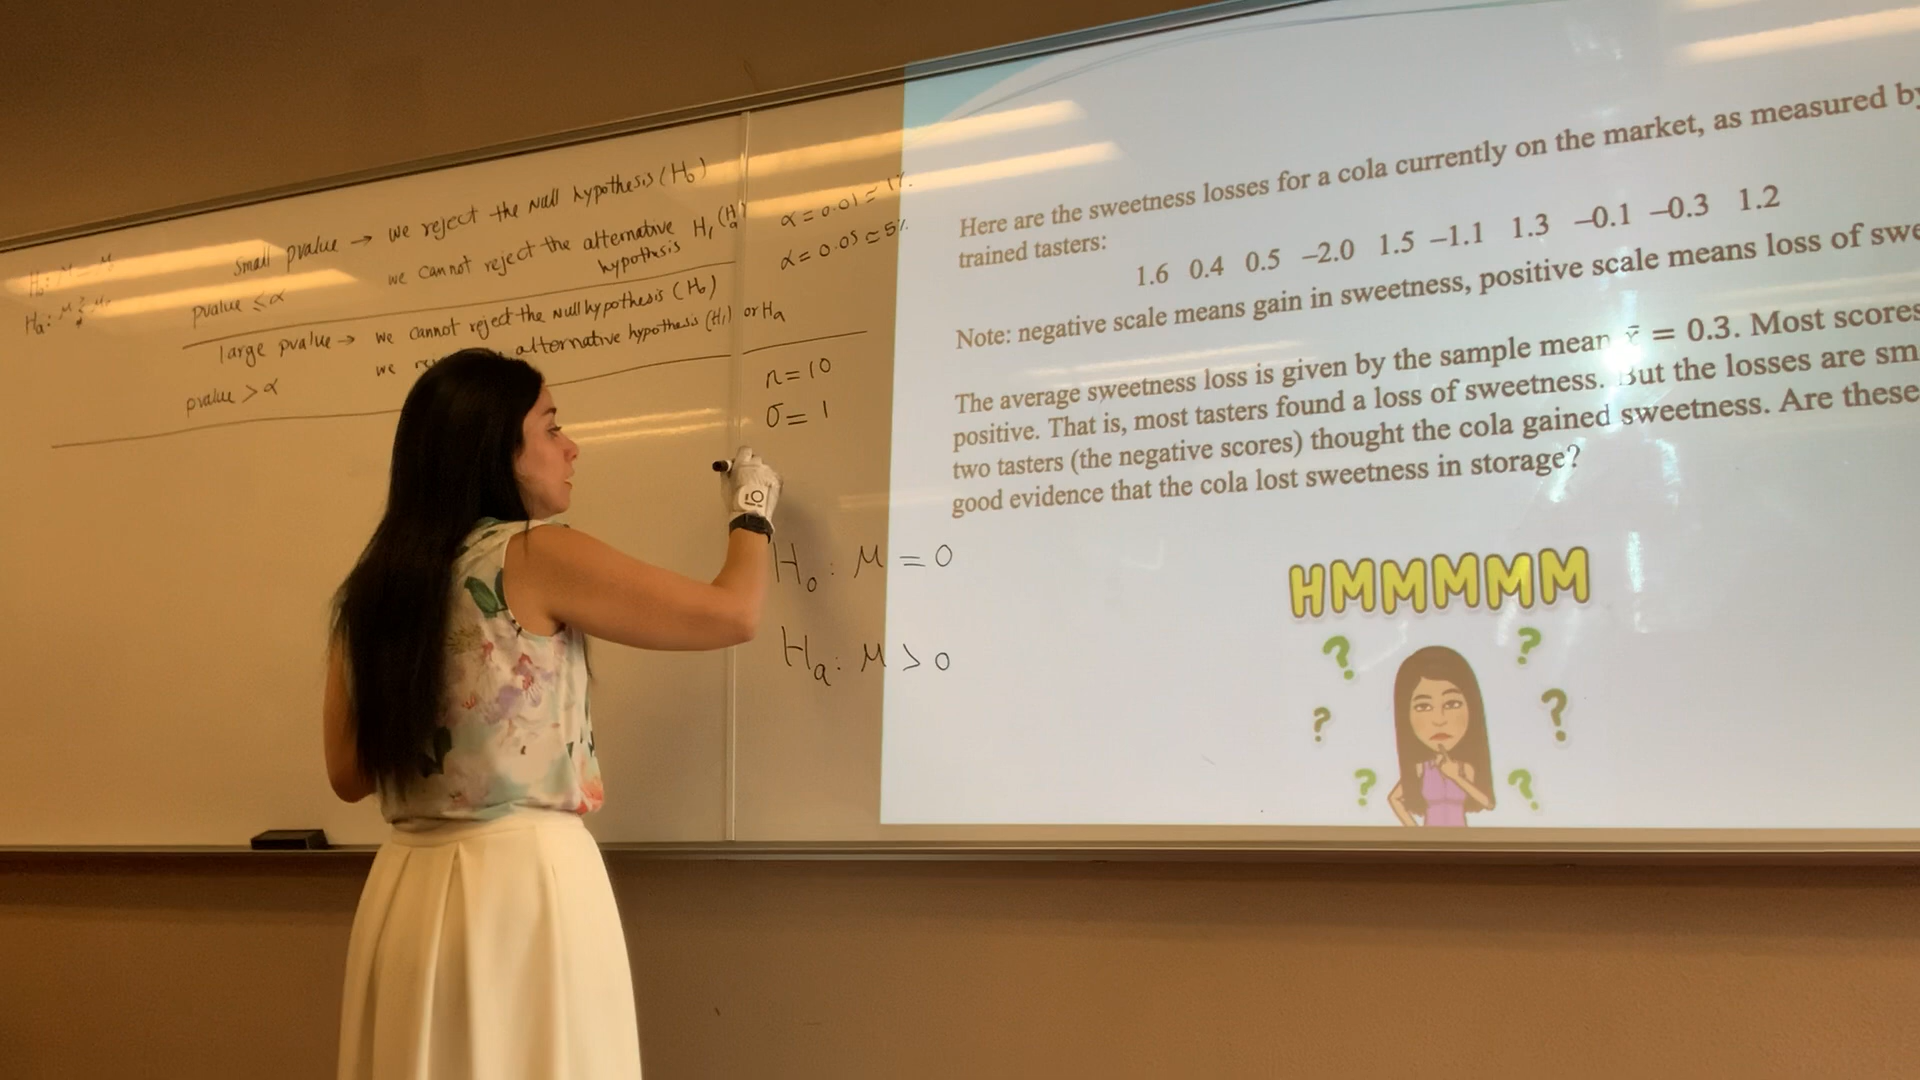 H₀: μ = μ₀
Hₐ: μ
small pvalue → we reject the null hypothesis (H₀)
pvalue ≤ α
we cannot reject the alternative H₁ (Hₐ)
hypothesis
large pvalue → we cannot reject the null hypothesis (H₀)
pvalue > α
we alternative hypothesis (H₁) or Hₐ
α = 0.01 = 1%
α = 0.05 = 5%
n = 10
σ = 1
10
H₀: μ = 0
Hₐ: μ > 0
Here are the sweetness losses for a cola currently on the market, as measured by
trained tasters:
1.6 0.4 0.5 –2.0 1.5 –1.1 1.3 –0.1 –0.3 1.2
Note: negative scale means gain in sweetness, positive scale means loss of swe
The average sweetness loss is given by the sample mean x̄ = 0.3. Most scores
positive. That is, most tasters found a loss of sweetness. But the losses are sm
two tasters (the negative scores) thought the cola gained sweetness. Are these
good evidence that the cola lost sweetness in storage?
HMMMMM
? ? ? ? ? ?